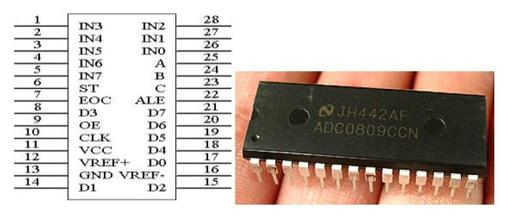 1 IN3 IN2 28
2 IN4 IN1 27
3 IN5 IN0 26
4 IN6 A 25
5 IN7 B 24
6 ST C 23
7 EOC ALE 22
8 D3 D7 21
9 OE D6 20
10 CLK D5 19
11 VCC D4 18
12 VREF+ D0 17
13 GND VREF- 16
14 D1 D2 15
JH442AF
ADC0809CCN